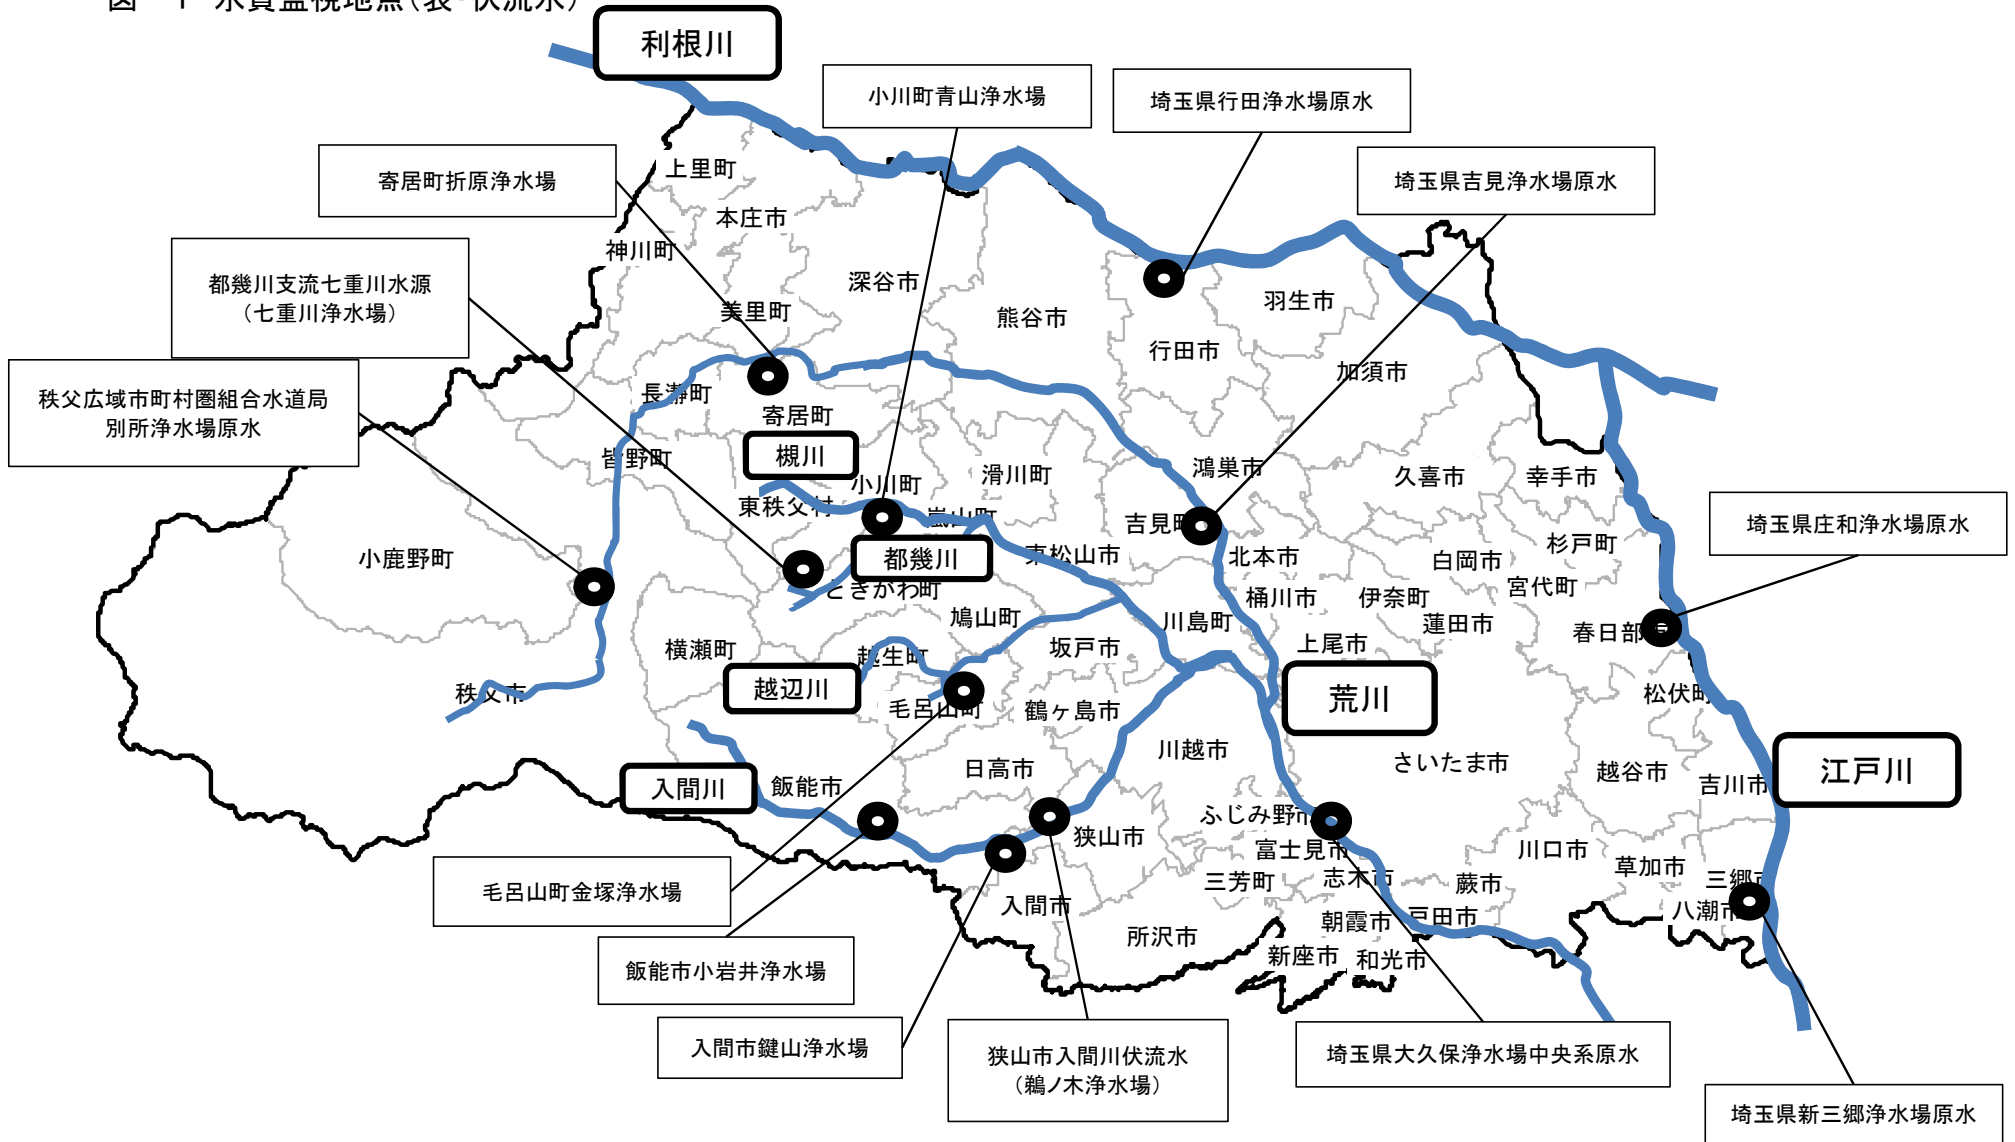 図 1 水質監視地点(表・伏流水)
利根川
小川町青山浄水場
埼玉県行田浄水場原水
寄居町折原浄水場
埼玉県吉見浄水場原水
上里町
本庄市
神川町
都幾川支流七重川水源
(七重川浄水場)
深谷市
美里町
熊谷市
羽生市
行田市
加須市
秩父広域市町村圏組合水道局
別所浄水場原水
長瀞町
寄居町
槻川
皆野町
小川町
滑川町
鴻巣市
久喜市
幸手市
東秩父村
嵐山町
吉見町
埼玉県庄和浄水場原水
小鹿野町
都幾川
東松山市
北本市
白岡市
杉戸町
ときがわ町
桶川市
伊奈町
宮代町
鳩山町
川島町
蓮田市
春日部市
横瀬町
越生町
坂戸市
上尾市
秩父市
越辺川
毛呂山町
鶴ヶ島市
荒川
松伏町
川越市
さいたま市
日高市
越谷市
吉川市
江戸川
入間川
飯能市
ふじみ野市
狭山市
富士見市
川口市
草加市
三芳町
志木市
蕨市
三郷市
毛呂山町金塚浄水場
入間市
朝霞市
戸田市
八潮市
所沢市
新座市
和光市
飯能市小岩井浄水場
入間市鍵山浄水場
狭山市入間川伏流水
(鵜ノ木浄水場)
埼玉県大久保浄水場中央系原水
埼玉県新三郷浄水場原水